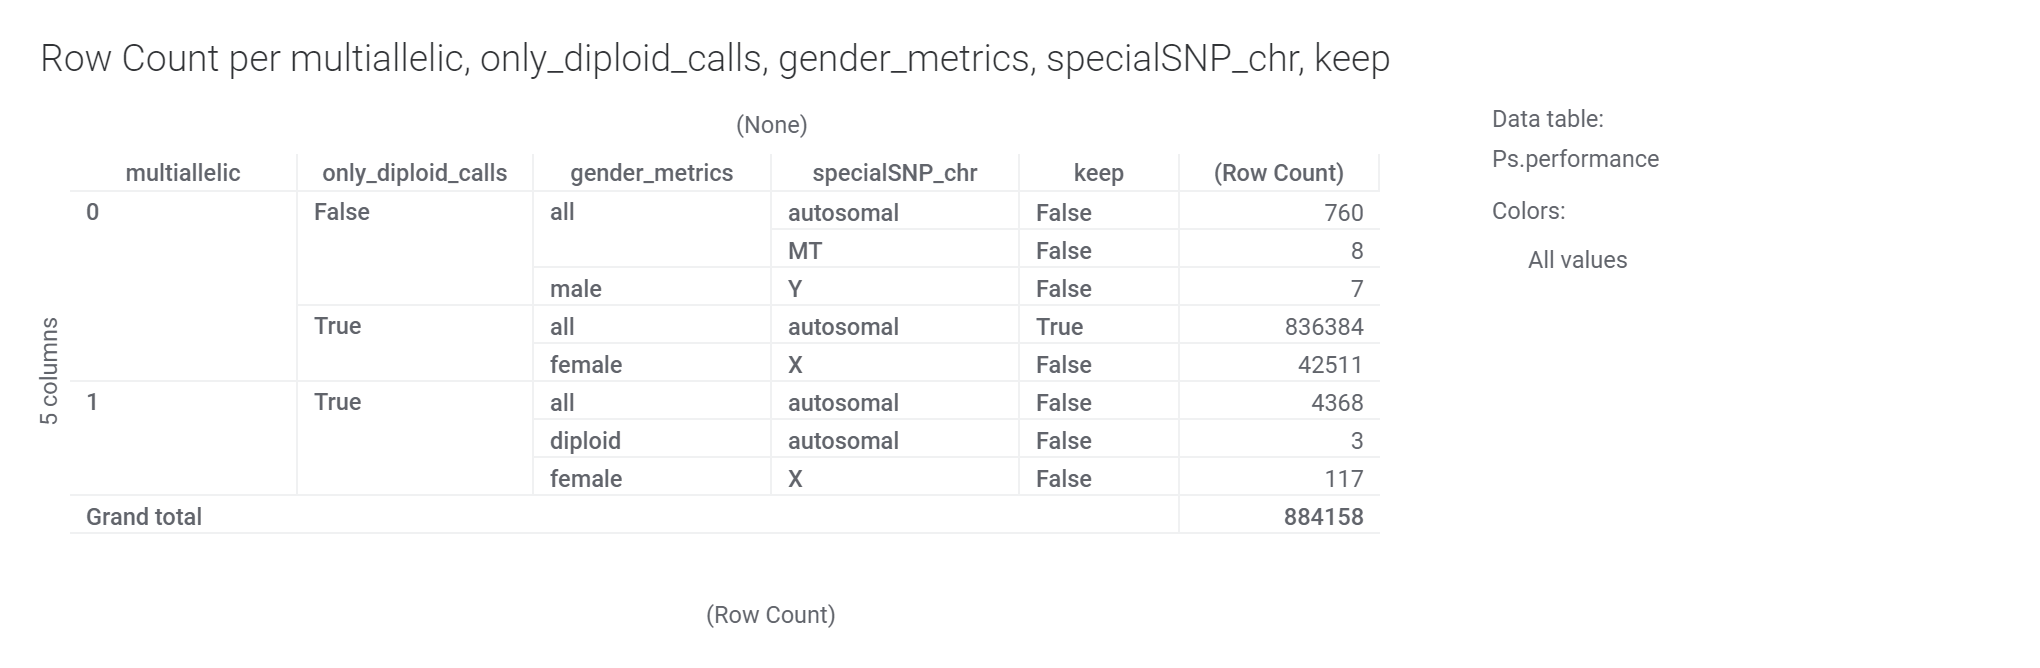 Row Count per multiallelic, only_diploid_calls, gender_metrics, specialSNP_chr, keep
(None)
Data table:
Ps.performance
Colors:
All values
5 columns
multiallelic only_diploid_calls gender_metrics specialSNP_chr keep (Row Count)
0 False all autosomal False 760
MT False 8
male Y False 7
True all autosomal True 836384
female X False 42511
1 True all autosomal False 4368
diploid autosomal False 3
female X False 117
Grand total 884158
(Row Count)